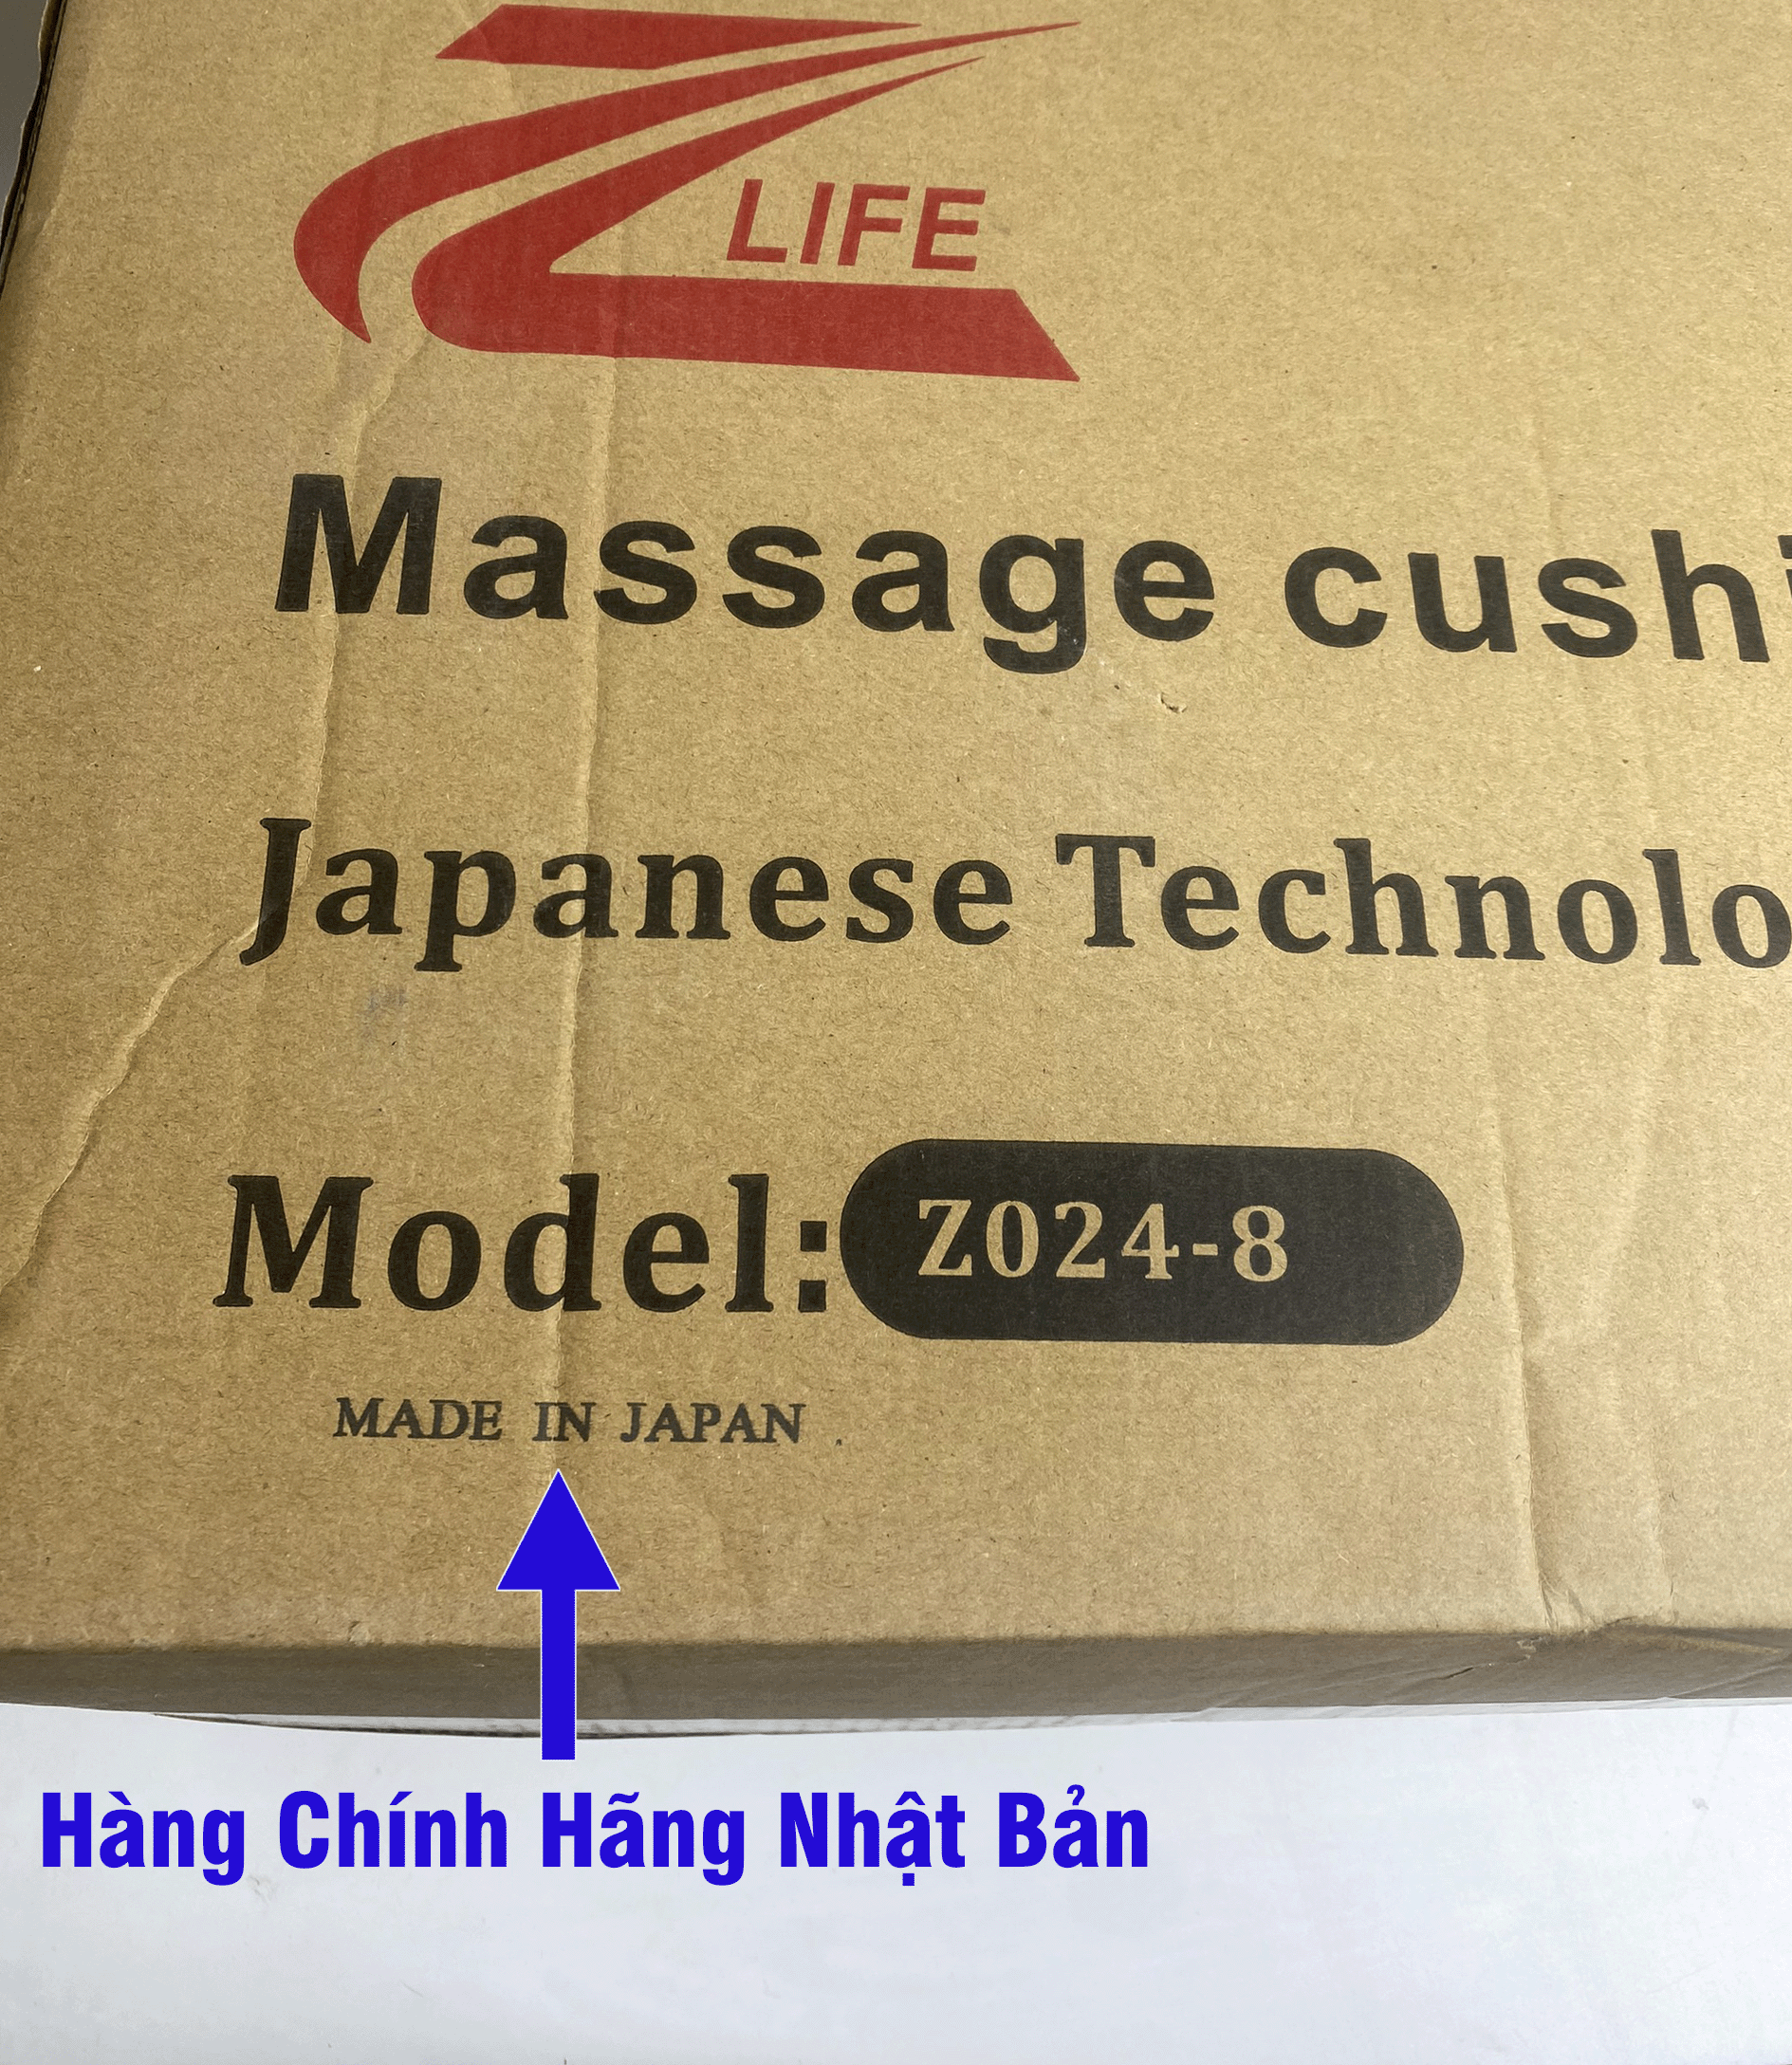 LIFE
Massage cushi
Japanese Technolo
Model: Z024-8
MADE IN JAPAN .
Hàng Chính Hãng Nhật Bản